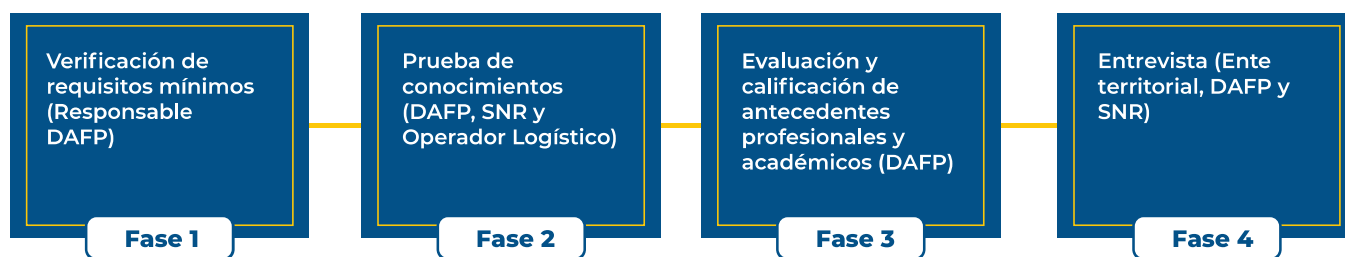 Verificación de
requisitos mínimos
(Responsable
DAFP)
Fase 1
Prueba de
conocimientos
(DAFP, SNR y
Operador Logístico)
Fase 2
Evaluación y
calificación de
antecedentes
profesionales y
académicos (DAFP)
Fase 3
Entrevista (Ente
territorial, DAFP y
SNR)
Fase 4